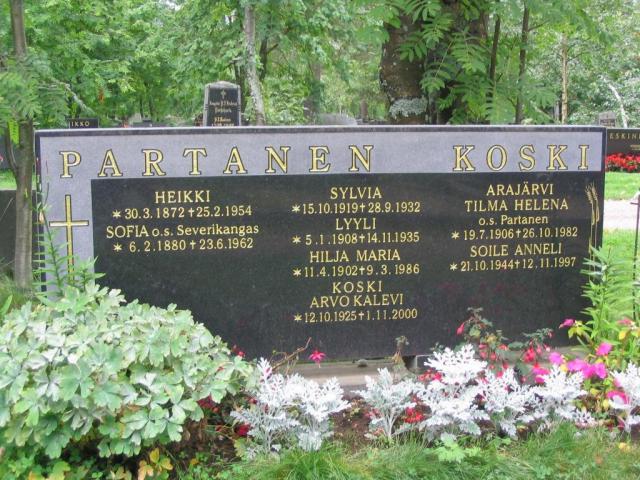 PARTANEN KOSKI
HEIKKI
* 30.3.1872 + 25.2.1954
SOFIA o.s. Severikangas
* 6.2.1880 + 23.6.1962
SYLVIA
* 15.10.1919 + 28.9.1932
LYYLI
* 5.1.1908 + 14.11.1935
HILJA MARIA
* 11.4.1902 + 9.3.1986
KOSKI
ARVO KALEVI
* 12.10.1925 + 1.11.2000
ARAJÄRVI
TILMA HELENA
o.s. Partanen
* 19.7.1906 + 26.10.1982
SOILE ANNELI
* 21.10.1944 + 12.11.1997
IKKO
ESKIN